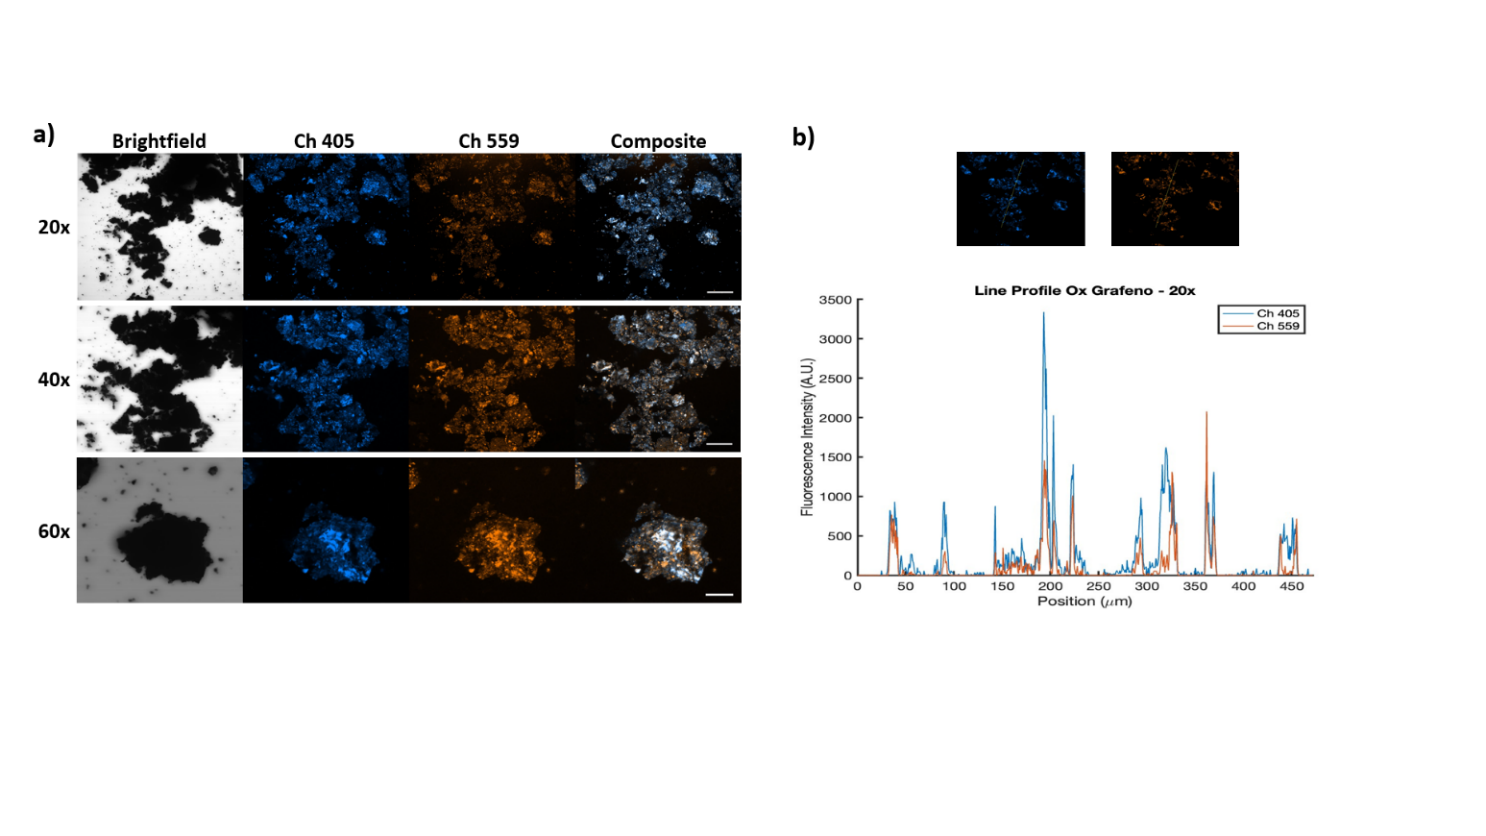 a)
Brightfield Ch 405 Ch 559 Composite
20x
40x
60x
b)
Line Profile Ox Grafeno - 20x
Ch 405
Ch 559
Fluorescence Intensity (A.U.)
3500
3000
2500
2000
1500
1000
500
0
0 50 100 150 200 250 300 350 400 450
Position (μm)